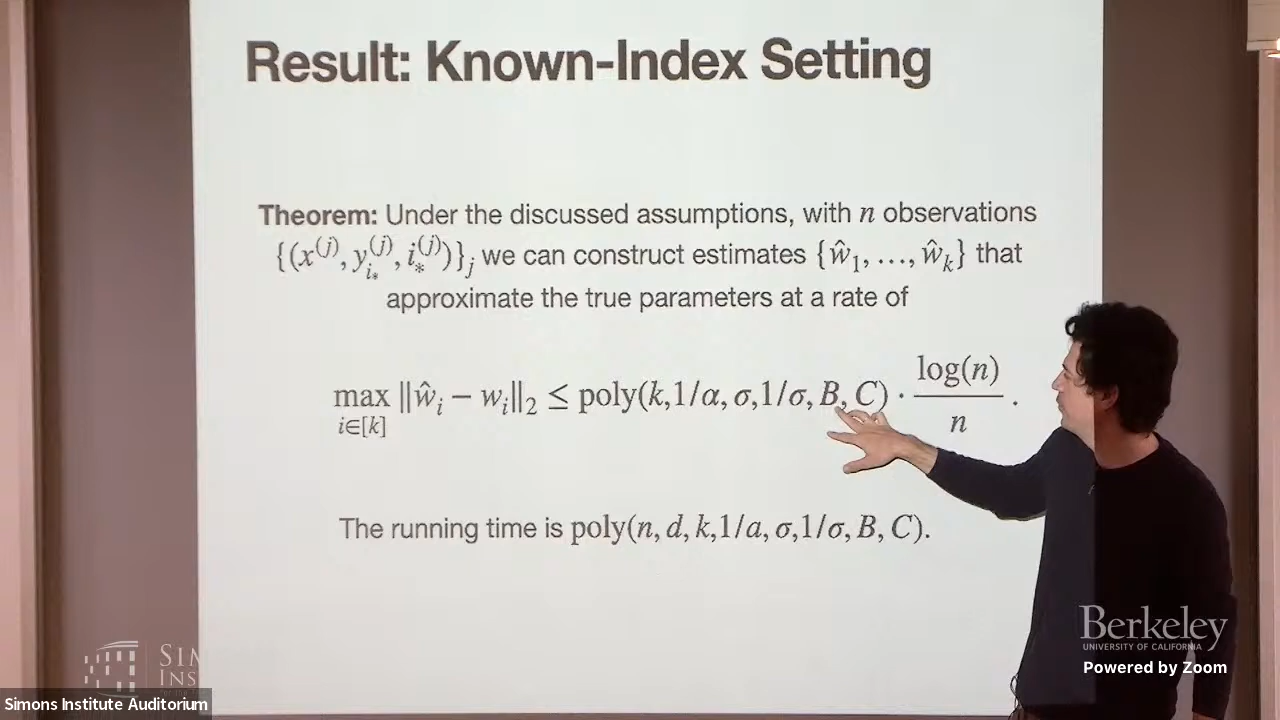 Result: Known-Index Setting
Theorem: Under the discussed assumptions, with n observations
{(x^{(j)}, y_{i_*}^{(j)}, i_*^{(j)})}_j we can construct estimates {ŵ_1, …, ŵ_k} that
approximate the true parameters at a rate of
max_{i∈[k]} ‖ŵ_i − w_i‖_2 ≤ poly(k,1/α, σ,1/σ, B, C) · log(n)/n .
The running time is poly(n, d, k,1/a, σ,1/σ, B, C).
Berkeley
UNIVERSITY OF CALIFORNIA
Powered by Zoom
Simons Institute Auditorium